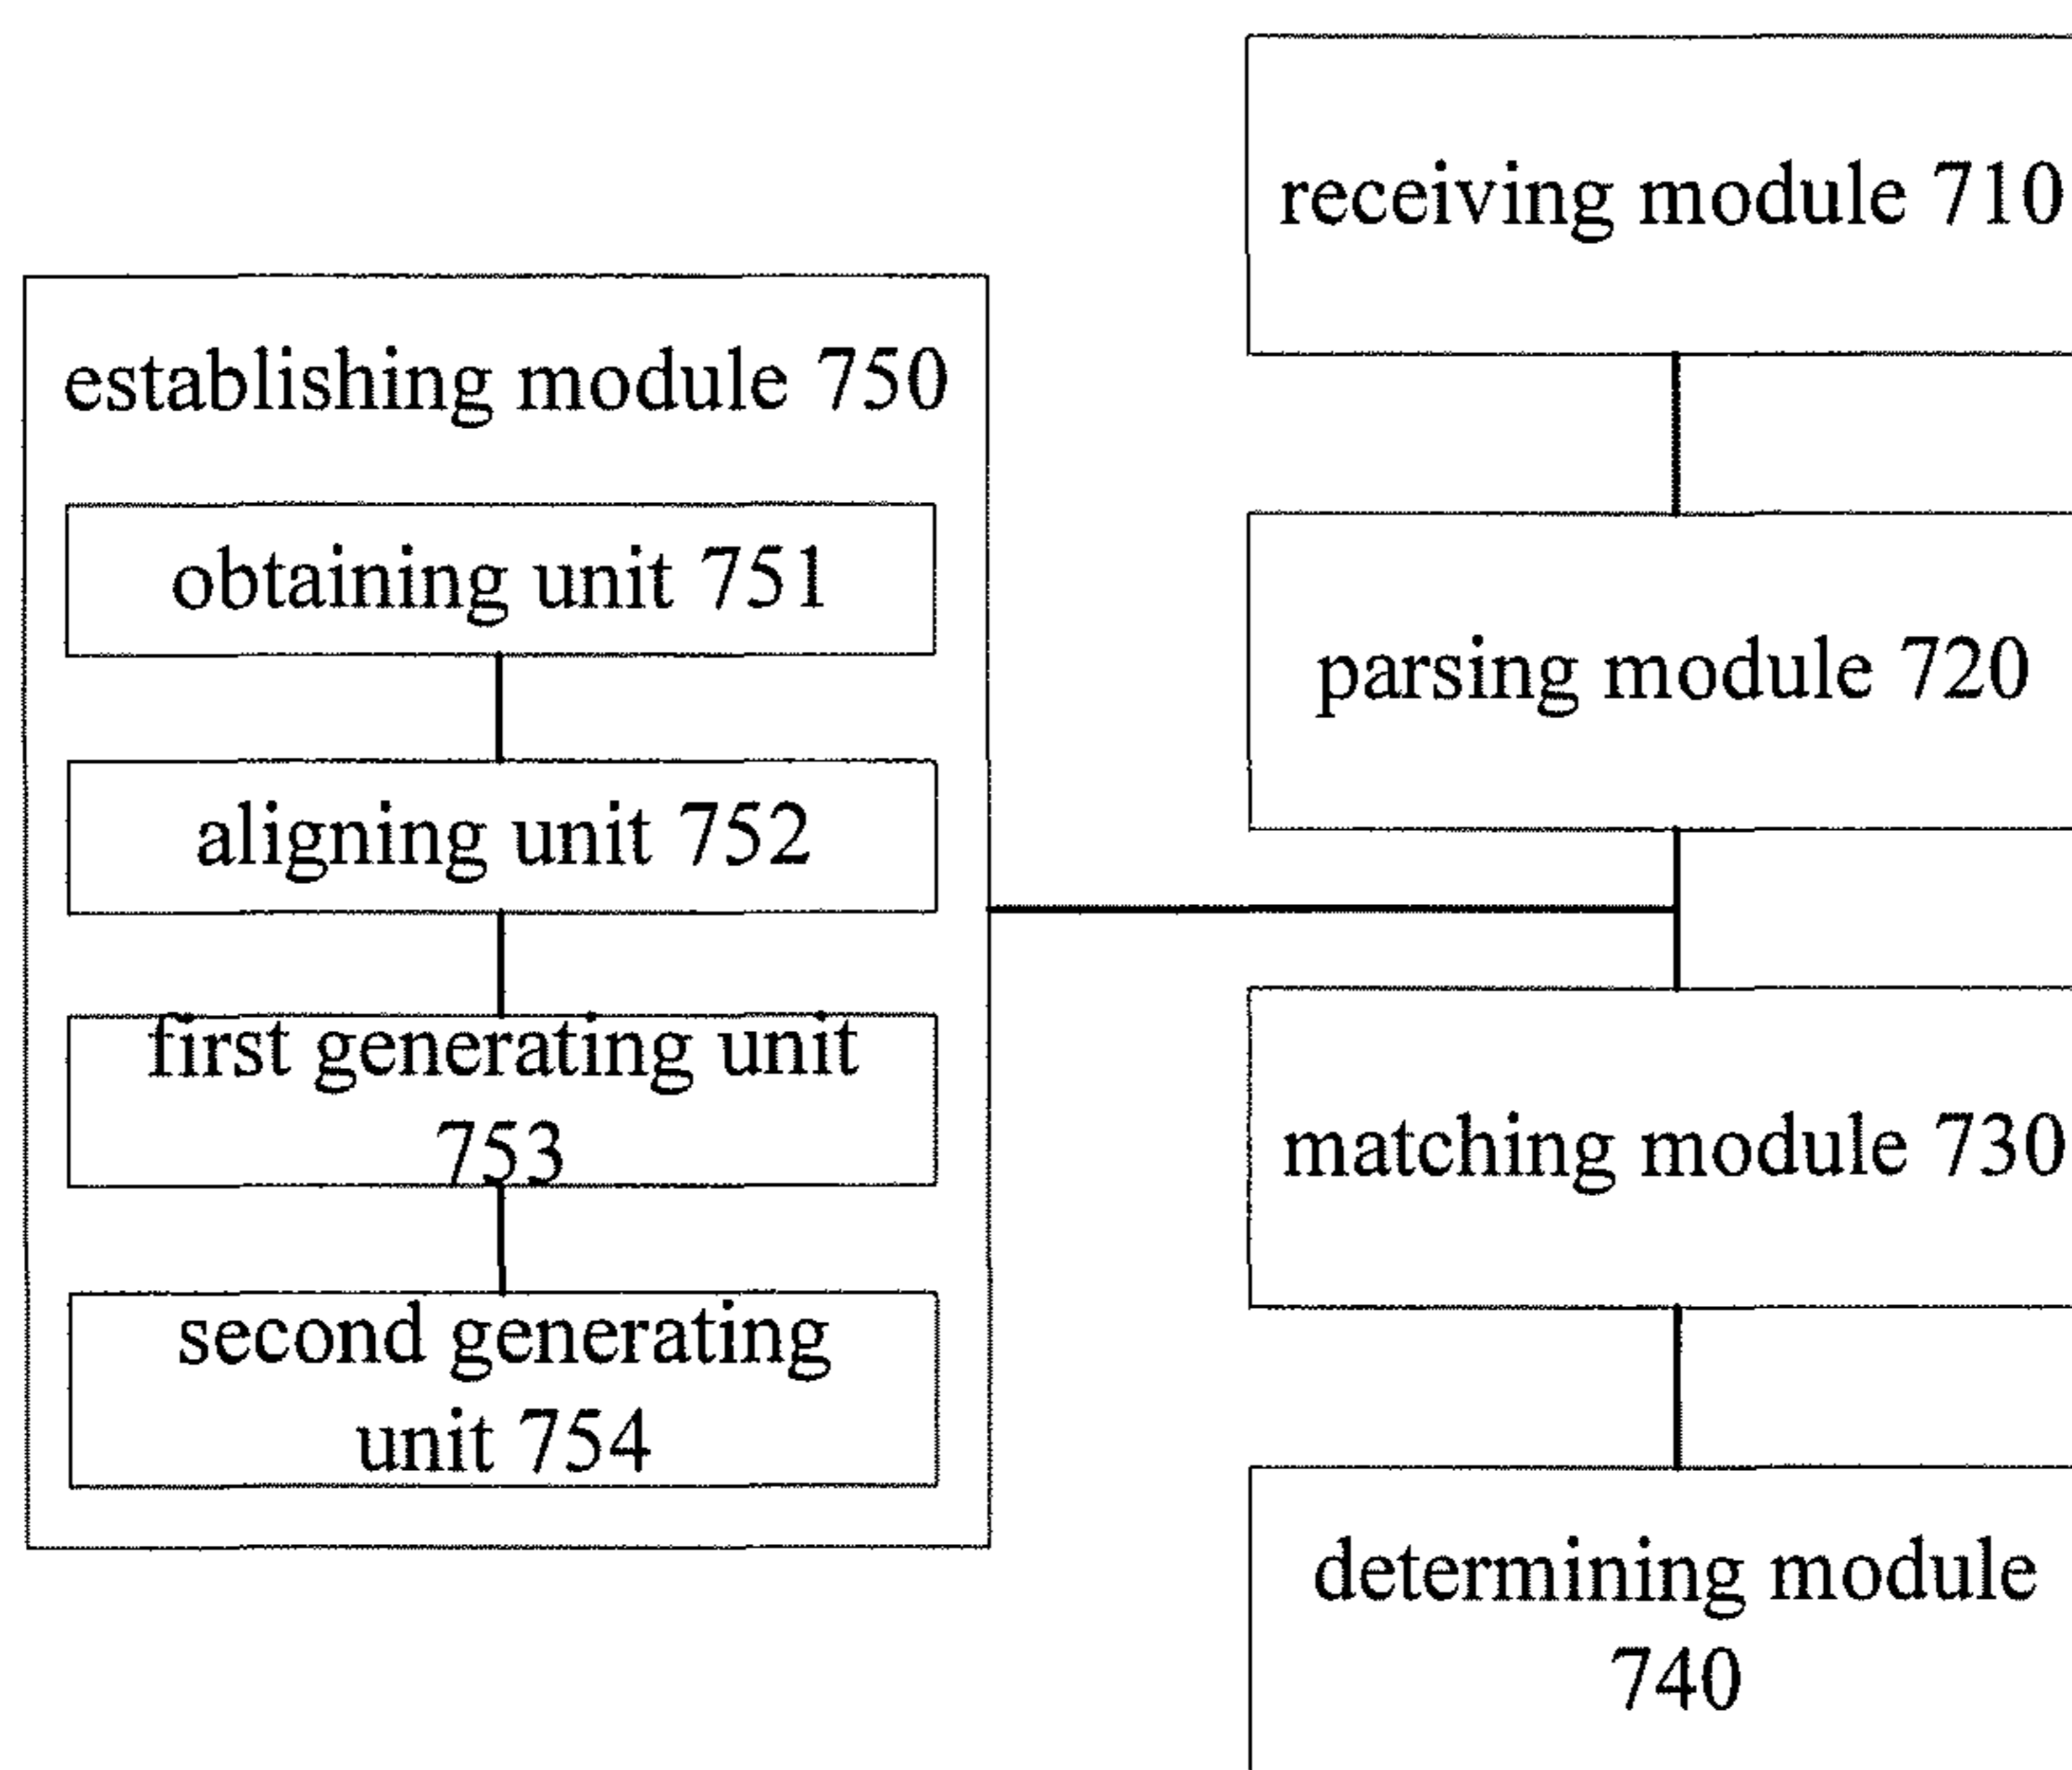 establishing module 750
obtaining unit 751
aligning unit 752
first generating unit
753
second generating
unit 754
receiving module 710
parsing module 720
matching module 730
determining module
740